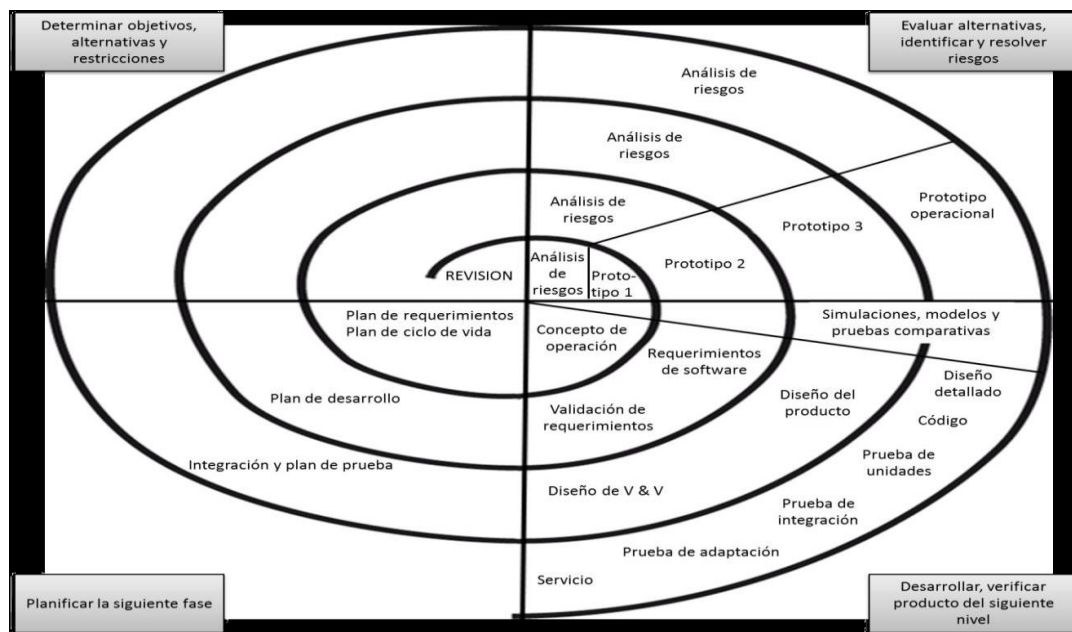 Determinar objetivos,
alternativas y
restricciones
Evaluar alternativas,
identificar y resolver
riesgos
Análisis de
riesgos
Análisis de
riesgos
Análisis de
riesgos
Prototipo
operacional
Prototipo 3
Prototipo 2
REVISION
Análisis
de
riesgos
Proto-
tipo 1
Plan de requerimientos
Plan de ciclo de vida
Concepto de
operación
Simulaciones, modelos y
pruebas comparativas
Requerimientos
de software
Diseño
detallado
Plan de desarrollo
Validación de
requerimientos
Diseño del
producto
Código
Integración y plan de prueba
Prueba de
unidades
Diseño de V & V
Prueba de
integración
Prueba de adaptación
Servicio
Planificar la siguiente fase
Desarrollar, verificar
producto del siguiente
nivel